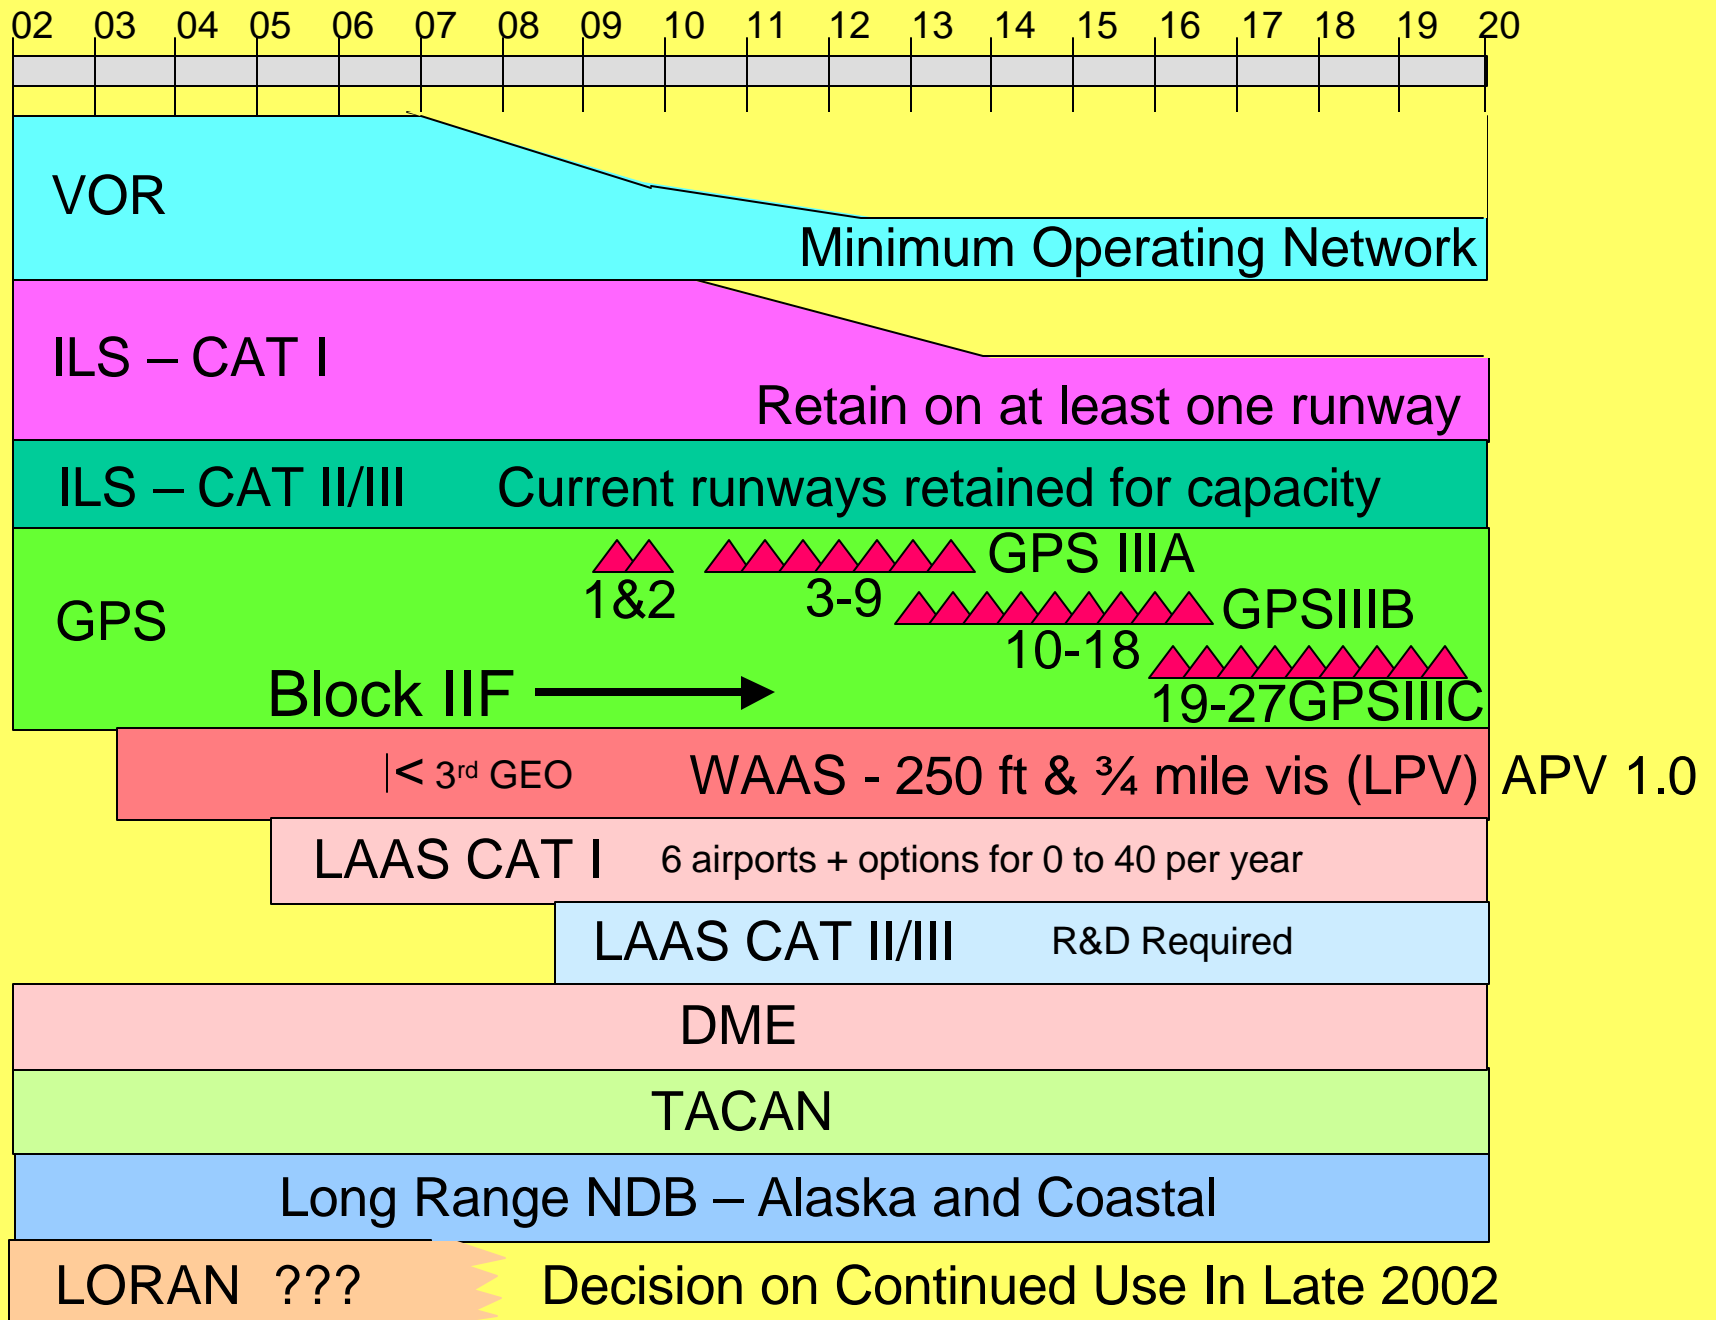 02 03 04 05 06 07 08 09 10 11 12 13 14 15 16 17 18 19 20
VOR
Minimum Operating Network
ILS – CAT I
Retain on at least one runway
ILS – CAT II/III Current runways retained for capacity
GPS IIIA
1&2 3-9
GPSIIIB
GPS
10-18
Block IIF
19-27 GPSIIIC
|< 3rd GEO WAAS - 250 ft & ¾ mile vis (LPV) APV 1.0
LAAS CAT I 6 airports + options for 0 to 40 per year
LAAS CAT II/III R&D Required
DME
TACAN
Long Range NDB – Alaska and Coastal
LORAN ??? Decision on Continued Use In Late 2002